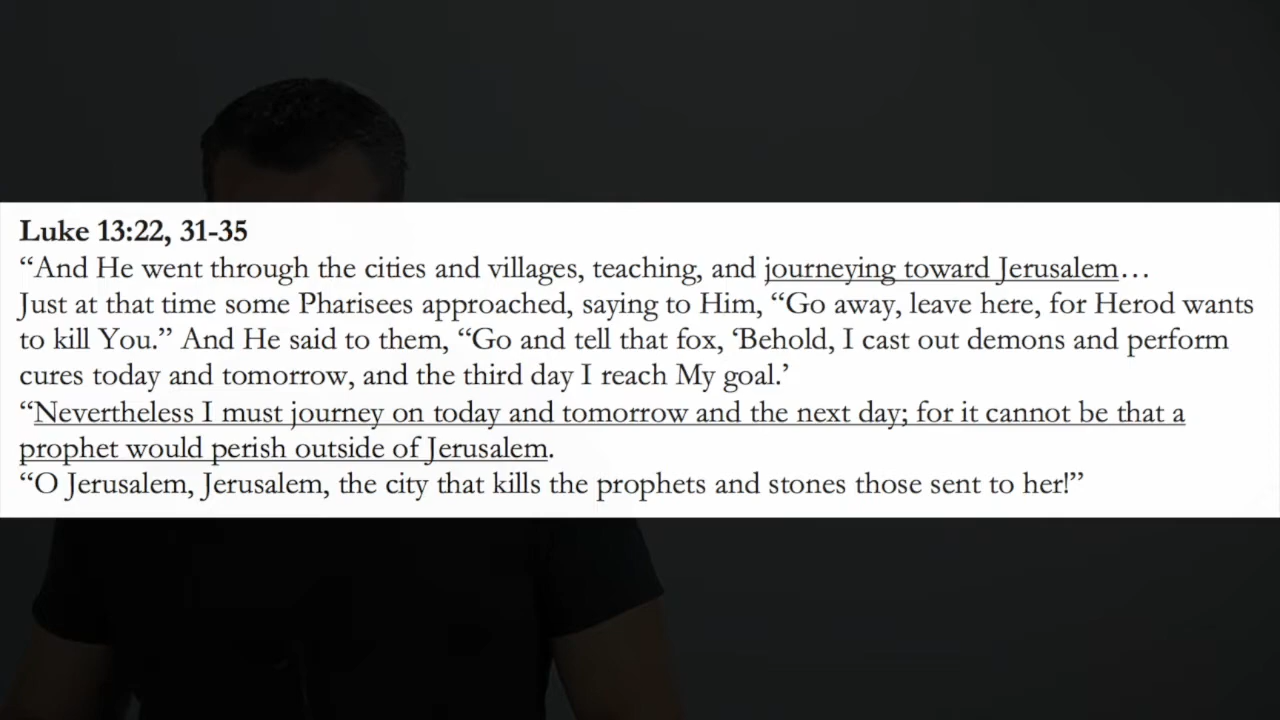 Luke 13:22, 31-35
“And He went through the cities and villages, teaching, and journeying toward Jerusalem…
Just at that time some Pharisees approached, saying to Him, “Go away, leave here, for Herod wants
to kill You.” And He said to them, “Go and tell that fox, ‘Behold, I cast out demons and perform
cures today and tomorrow, and the third day I reach My goal.’
“Nevertheless I must journey on today and tomorrow and the next day; for it cannot be that a
prophet would perish outside of Jerusalem.
“O Jerusalem, Jerusalem, the city that kills the prophets and stones those sent to her!”